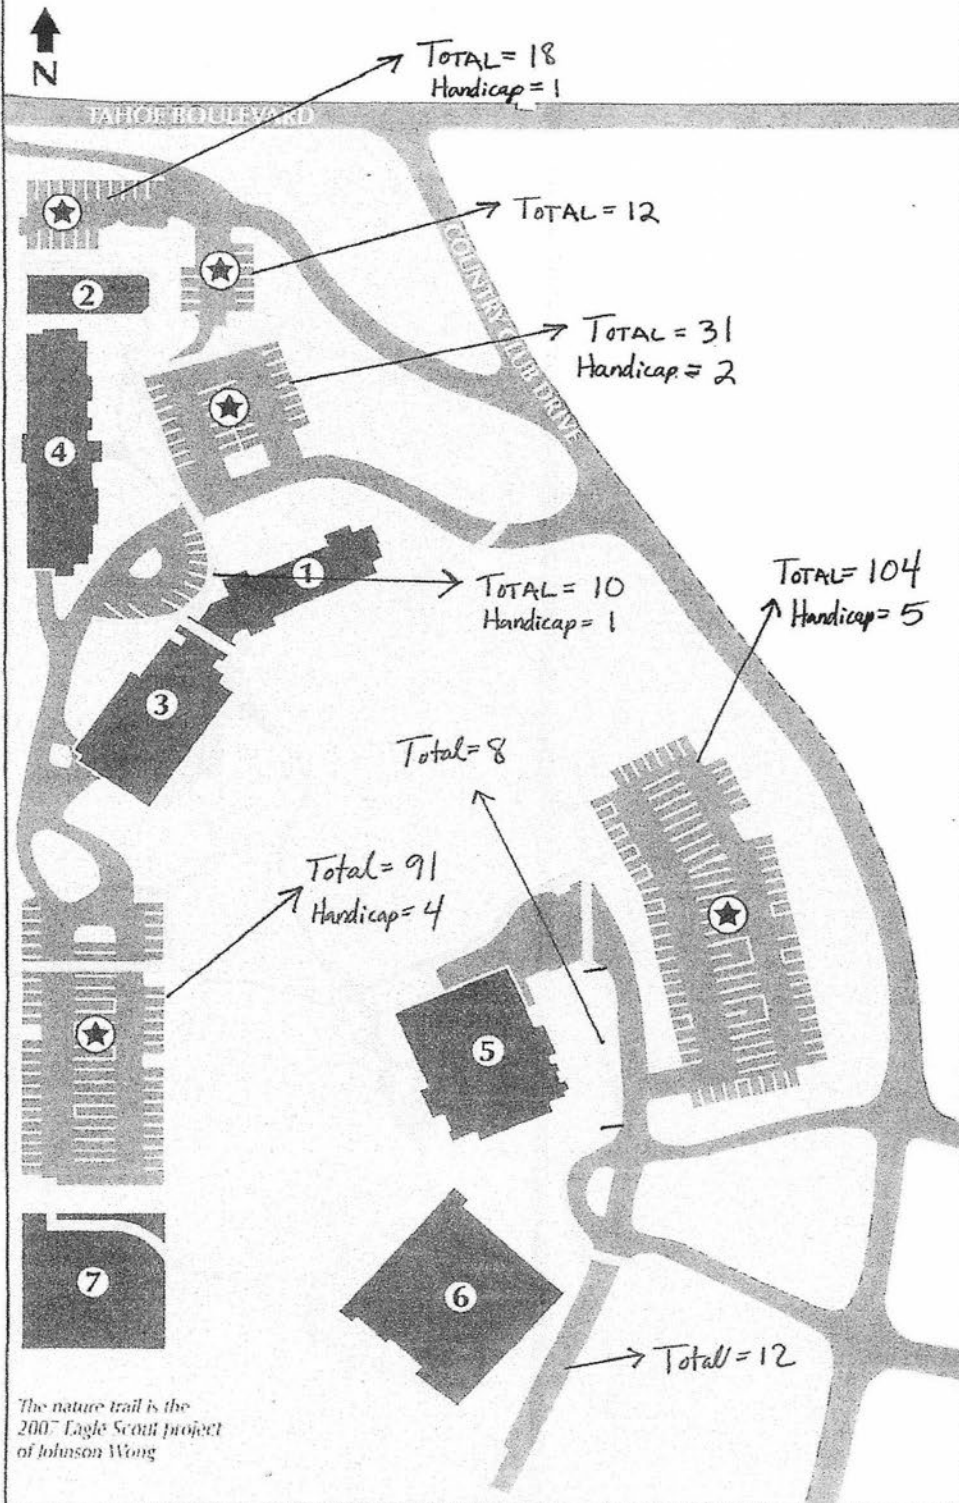 N
TOTAL = 18
Handicap = 1
TAHOE BOULEVARD
TOTAL = 12
COUNTRY CLUB DRIVE
2
TOTAL = 31
Handicap = 2
4
1
TOTAL = 10
Handicap = 1
TOTAL = 104
Handicap = 5
3
Total = 8
Total = 91
Handicap = 4
5
7
6
Total = 12
The nature trail is the
2007 Eagle Scout project
of Johnson Wong